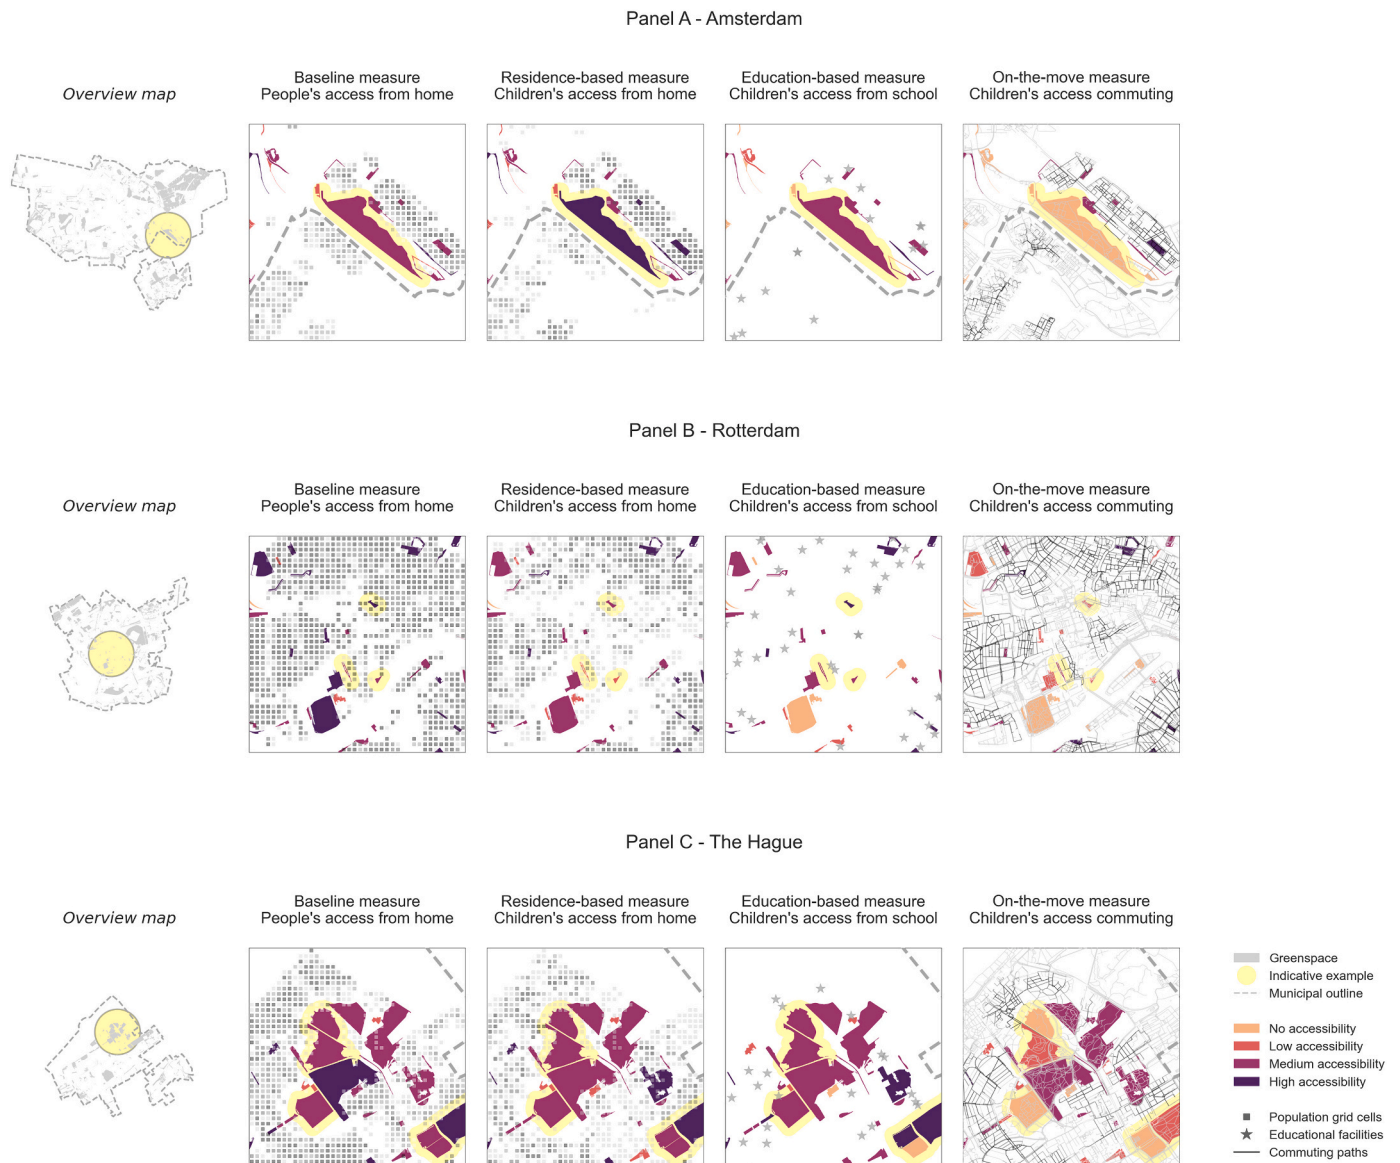 Panel A - Amsterdam
Overview map
Baseline measure
People's access from home
Residence-based measure
Children's access from home
Education-based measure
Children's access from school
On-the-move measure
Children's access commuting
Panel B - Rotterdam
Overview map
Baseline measure
People's access from home
Residence-based measure
Children's access from home
Education-based measure
Children's access from school
On-the-move measure
Children's access commuting
Panel C - The Hague
Overview map
Baseline measure
People's access from home
Residence-based measure
Children's access from home
Education-based measure
Children's access from school
On-the-move measure
Children's access commuting
Greenspace
Indicative example
Municipal outline
No accessibility
Low accessibility
Medium accessibility
High accessibility
Population grid cells
Educational facilities
Commuting paths